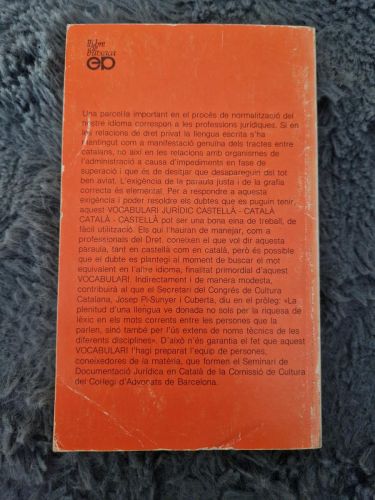 llibre
de
butxaca
ep
Una parcel·la important en el procés de normalització del
nostre idioma correspon a les professions jurídiques. Si en
les relacions de dret privat la llengua escrita s'ha
mantingut com a manifestació genuïna dels tractes entre
catalans, no així en les relacions amb organismes de
l'administració a causa d'impediments en fase de
superació i que és de desitjar que desapareguin del tot
ben aviat. L'exigència de la paraula justa i de la grafia
correcta és elemental. Per a respondre a aquesta
exigència i poder resoldre els dubtes que es puguin tenir,
aquest VOCABULARI JURÍDIC CASTELLÀ - CATALÀ
CATALÀ - CASTELLÀ pot ser una bona eina de treball, de
fàcil utilització. Els qui l'hauran de manejar, com a
professionals del Dret, coneixen el que vol dir aquesta
paraula, tant en castellà com en català, però és possible
que el dubte es plantegi al moment de buscar el mot
equivalent en l'altre idioma, finalitat primordial d'aquest
VOCABULARI. Indirectament i de manera modesta,
contribuirà al que el Secretari del Congrés de Cultura
Catalana, Josep Pi-Sunyer i Cuberta, diu en el pròleg: «La
plenitud d'una llengua ve donada no sols per la riquesa de
lèxic en els mots corrents entre les persones que la
parlen, sinó també per l'ús extens de noms tècnics de les
diferents disciplines». D'això n'és garantia el fet que aquest
VOCABULARI l'hagi preparat l'equip de persones,
coneixedores de la matèria, que formen el Seminari de
Documentació Jurídica en Català de la Comissió de Cultura
del Col·legi d'Advocats de Barcelona.